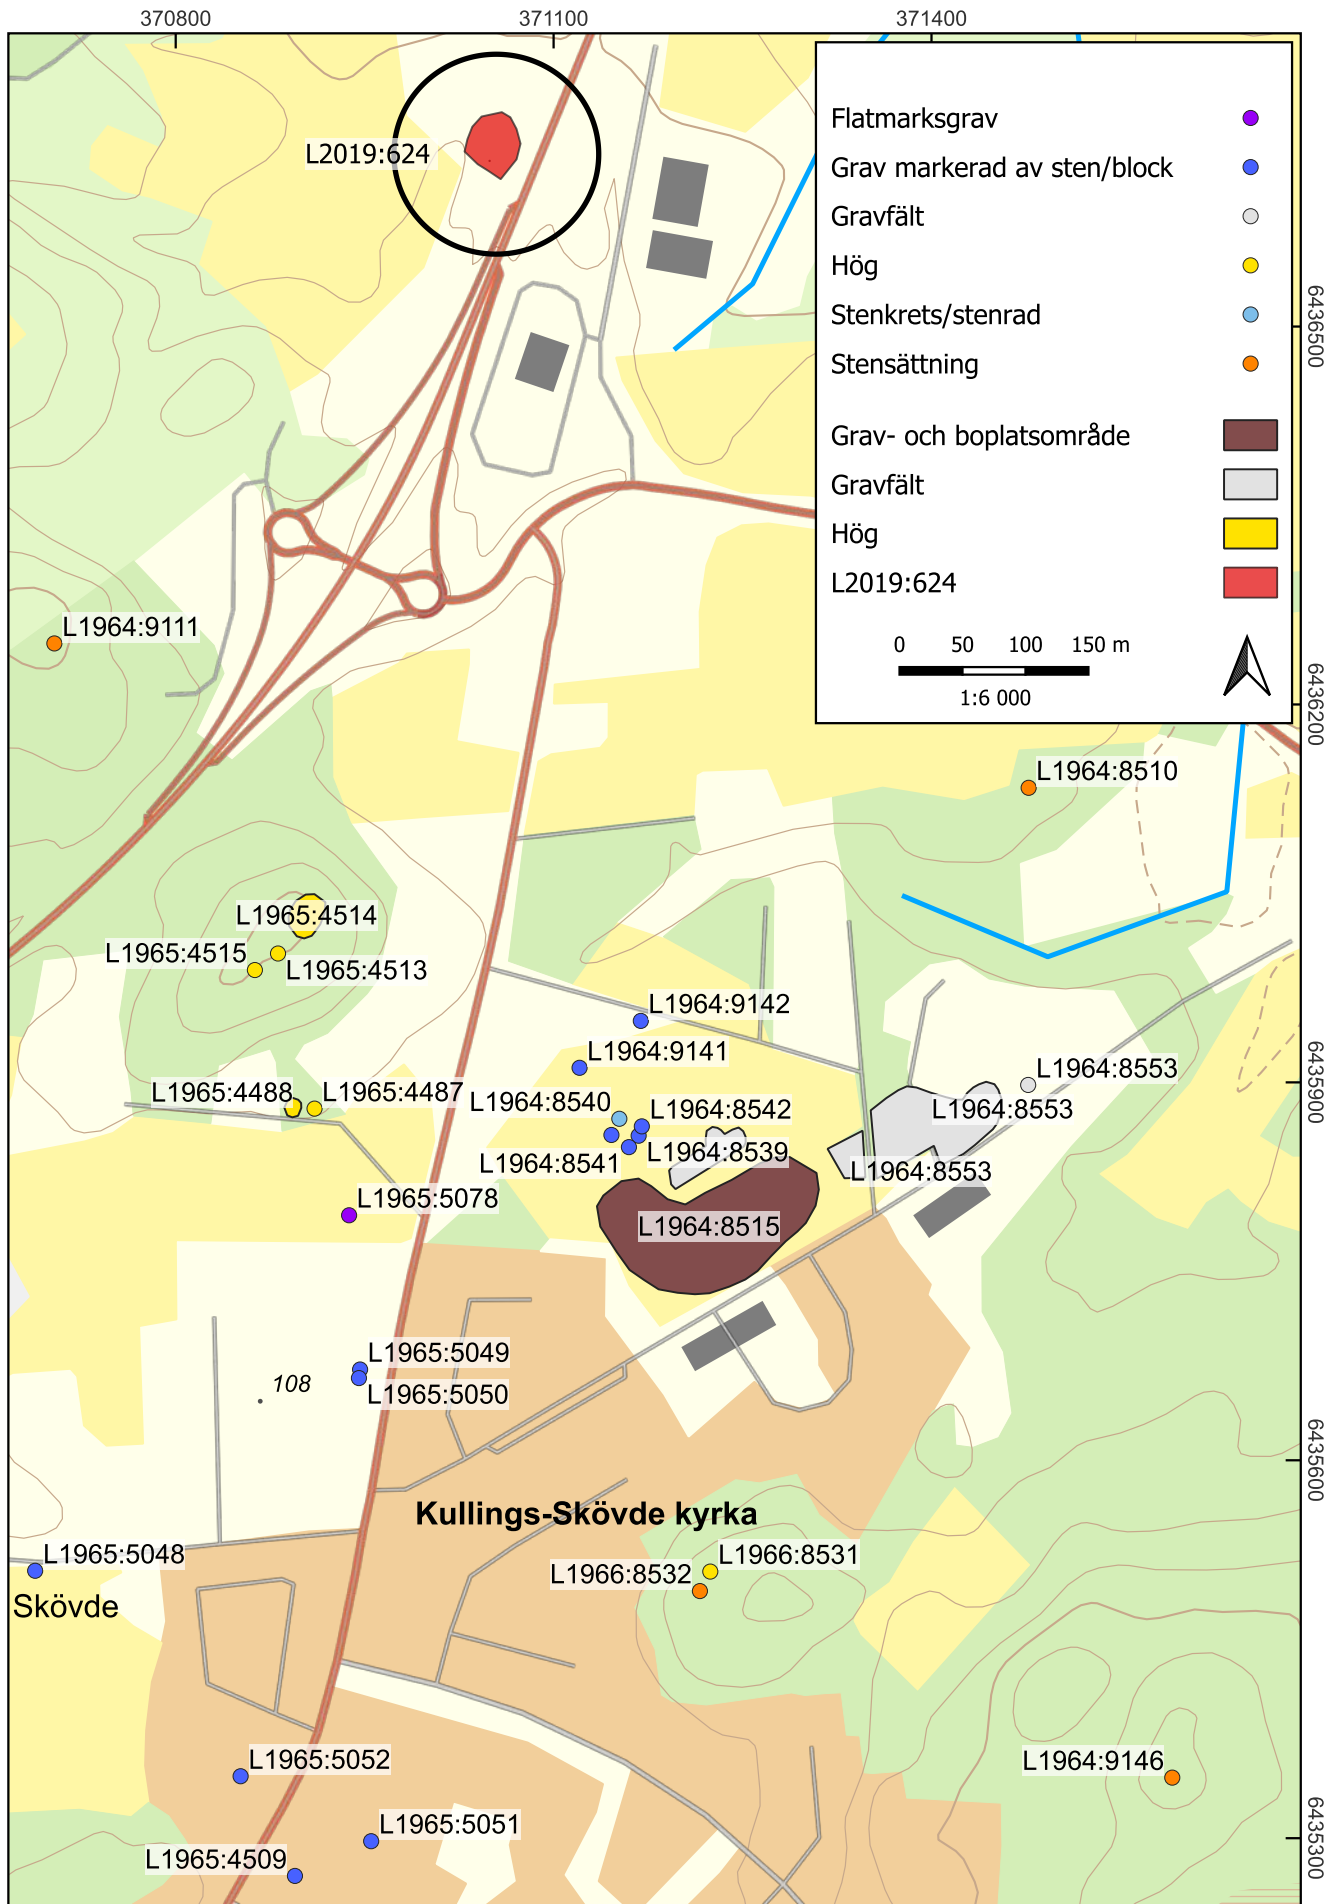 370800
371100
371400
L2019:624
Flatmarksgrav
Grav markerad av sten/block
Gravfält
Hög
Stenkrets/stenrad
Stensättning
Grav- och boplatsområde
Gravfält
Hög
L2019:624
0 50 100 150 m
1:6 000
6436500
6436200
6435900
6435600
6435300
L1964:9111
L1964:8510
L1965:4514
L1965:4515
L1965:4513
L1964:9142
L1964:9141
L1964:8553
L1965:4488
L1965:4487
L1964:8540
L1964:8542
L1964:8553
L1964:8539
L1964:8541
L1964:8553
L1965:5078
L1964:8515
L1965:5049
108
L1965:5050
Kullings-Skövde kyrka
L1965:5048
L1966:8531
L1966:8532
Skövde
L1965:5052
L1964:9146
L1965:5051
L1965:4509